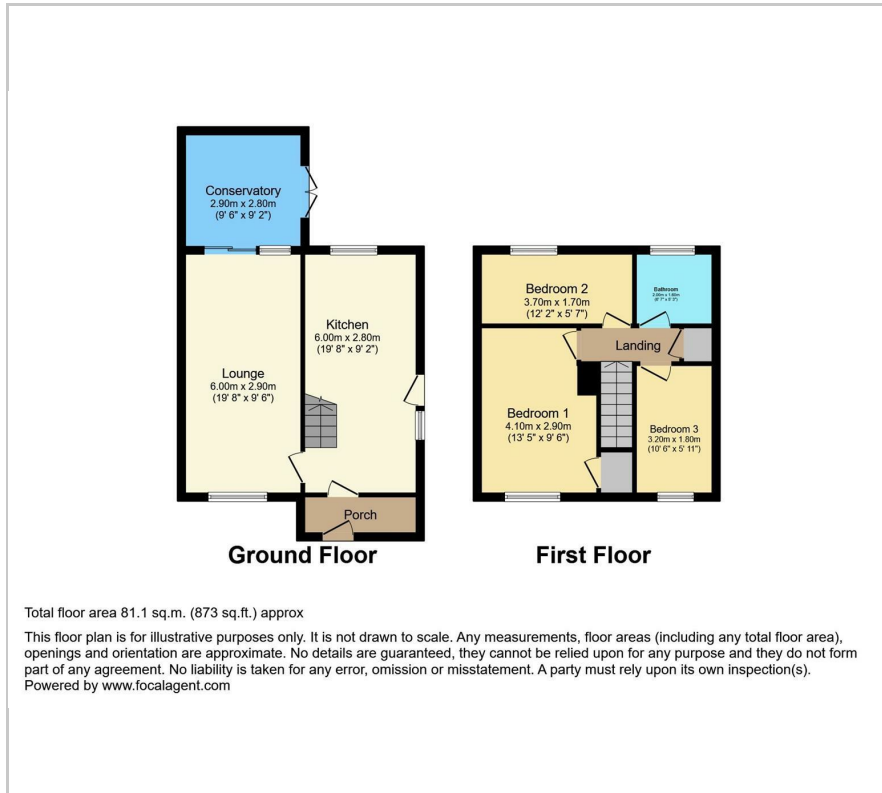 Conservatory
2.90m x 2.80m
(9' 6" x 9' 2")
Kitchen
6.00m x 2.80m
(19' 8" x 9' 2")
Lounge
6.00m x 2.90m
(19' 8" x 9' 6")
Porch
Ground Floor
Bedroom 2
3.70m x 1.70m
(12' 2" x 5' 7")
Bathroom
Landing
Bedroom 1
4.10m x 2.90m
(13' 5" x 9' 6")
Bedroom 3
3.20m x 1.80m
(10' 6" x 5' 11")
First Floor
Total floor area 81.1 sq.m. (873 sq.ft.) approx
This floor plan is for illustrative purposes only. It is not drawn to scale. Any measurements, floor areas (including any total floor area),
openings and orientation are approximate. No details are guaranteed, they cannot be relied upon for any purpose and they do not form
part of any agreement. No liability is taken for any error, omission or misstatement. A party must rely upon its own inspection(s).
Powered by www.focalagent.com